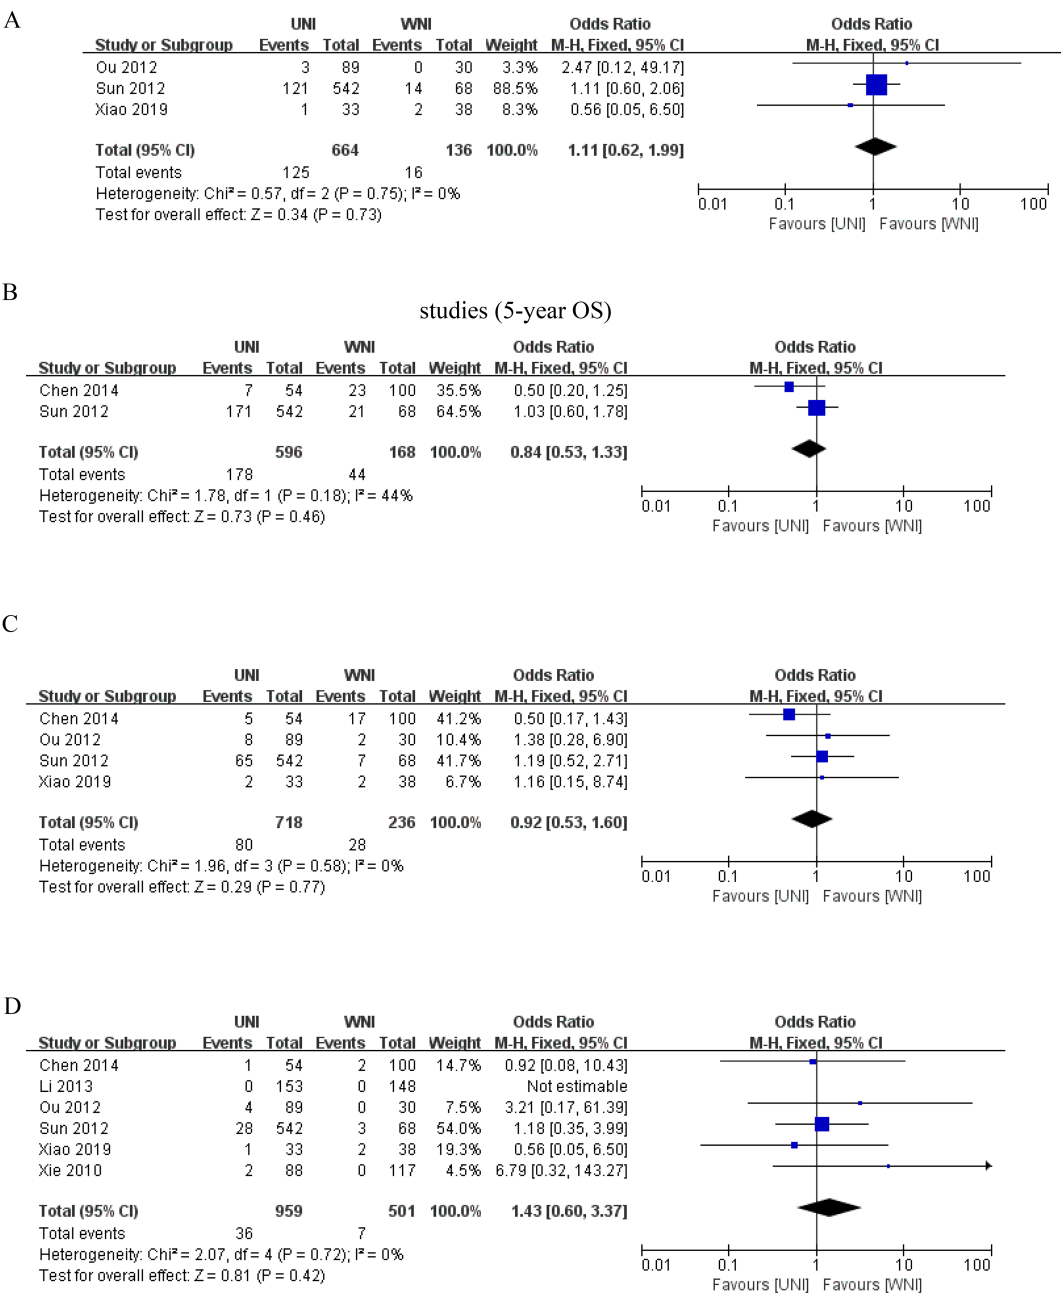 A
UNI WNI Odds Ratio Odds Ratio
Study or Subgroup Events Total Events Total Weight M-H, Fixed, 95% CI M-H, Fixed, 95% CI
Ou 2012 3 89 0 30 3.3% 2.47 [0.12, 49.17]
Sun 2012 121 542 14 68 88.5% 1.11 [0.60, 2.06]
Xiao 2019 1 33 2 38 8.3% 0.56 [0.05, 6.50]
Total (95% CI) 664 136 100.0% 1.11 [0.62, 1.99]
Total events 125 16
Heterogeneity: Chi² = 0.57, df = 2 (P = 0.75); I² = 0%
Test for overall effect: Z = 0.34 (P = 0.73)
0.01 0.1 1 10 100
Favours [UNI] Favours [WNI]
B
studies (5-year OS)
UNI WNI Odds Ratio Odds Ratio
Study or Subgroup Events Total Events Total Weight M-H, Fixed, 95% CI M-H, Fixed, 95% CI
Chen 2014 7 54 23 100 35.5% 0.50 [0.20, 1.25]
Sun 2012 171 542 21 68 64.5% 1.03 [0.60, 1.78]
Total (95% CI) 596 168 100.0% 0.84 [0.53, 1.33]
Total events 178 44
Heterogeneity: Chi² = 1.78, df = 1 (P = 0.18); I² = 44%
Test for overall effect: Z = 0.73 (P = 0.46)
0.01 0.1 1 10 100
Favours [UNI] Favours [WNI]
C
UNI WNI Odds Ratio Odds Ratio
Study or Subgroup Events Total Events Total Weight M-H, Fixed, 95% CI M-H, Fixed, 95% CI
Chen 2014 5 54 17 100 41.2% 0.50 [0.17, 1.43]
Ou 2012 8 89 2 30 10.4% 1.38 [0.28, 6.90]
Sun 2012 65 542 7 68 41.7% 1.19 [0.52, 2.71]
Xiao 2019 2 33 2 38 6.7% 1.16 [0.15, 8.74]
Total (95% CI) 718 236 100.0% 0.92 [0.53, 1.60]
Total events 80 28
Heterogeneity: Chi² = 1.96, df = 3 (P = 0.58); I² = 0%
Test for overall effect: Z = 0.29 (P = 0.77)
0.01 0.1 1 10 100
Favours [UNI] Favours [WNI]
D
UNI WNI Odds Ratio Odds Ratio
Study or Subgroup Events Total Events Total Weight M-H, Fixed, 95% CI M-H, Fixed, 95% CI
Chen 2014 1 54 2 100 14.7% 0.92 [0.08, 10.43]
Li 2013 0 153 0 148 Not estimable
Ou 2012 4 89 0 30 7.5% 3.21 [0.17, 61.39]
Sun 2012 28 542 3 68 54.0% 1.18 [0.35, 3.99]
Xiao 2019 1 33 2 38 19.3% 0.56 [0.05, 6.50]
Xie 2010 2 88 0 117 4.5% 6.79 [0.32, 143.27]
Total (95% CI) 959 501 100.0% 1.43 [0.60, 3.37]
Total events 36 7
Heterogeneity: Chi² = 2.07, df = 4 (P = 0.72); I² = 0%
Test for overall effect: Z = 0.81 (P = 0.42)
0.01 0.1 1 10 100
Favours [UNI] Favours [WNI]